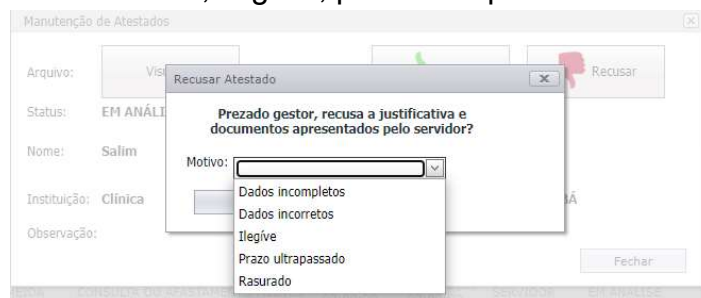 Manutenção de Atestados
Arquivo:
Recusar
Recusar Atestado
Status: EM ANÁLI
Prezado gestor, recusa a justificativa e
documentos apresentados pelo servidor?
Nome: Salim
Motivo:
Dados incompletos
Dados incorretos
Ilegíve
Prazo ultrapassado
Rasurado
Instituição: Clínica
Observação:
Fechar